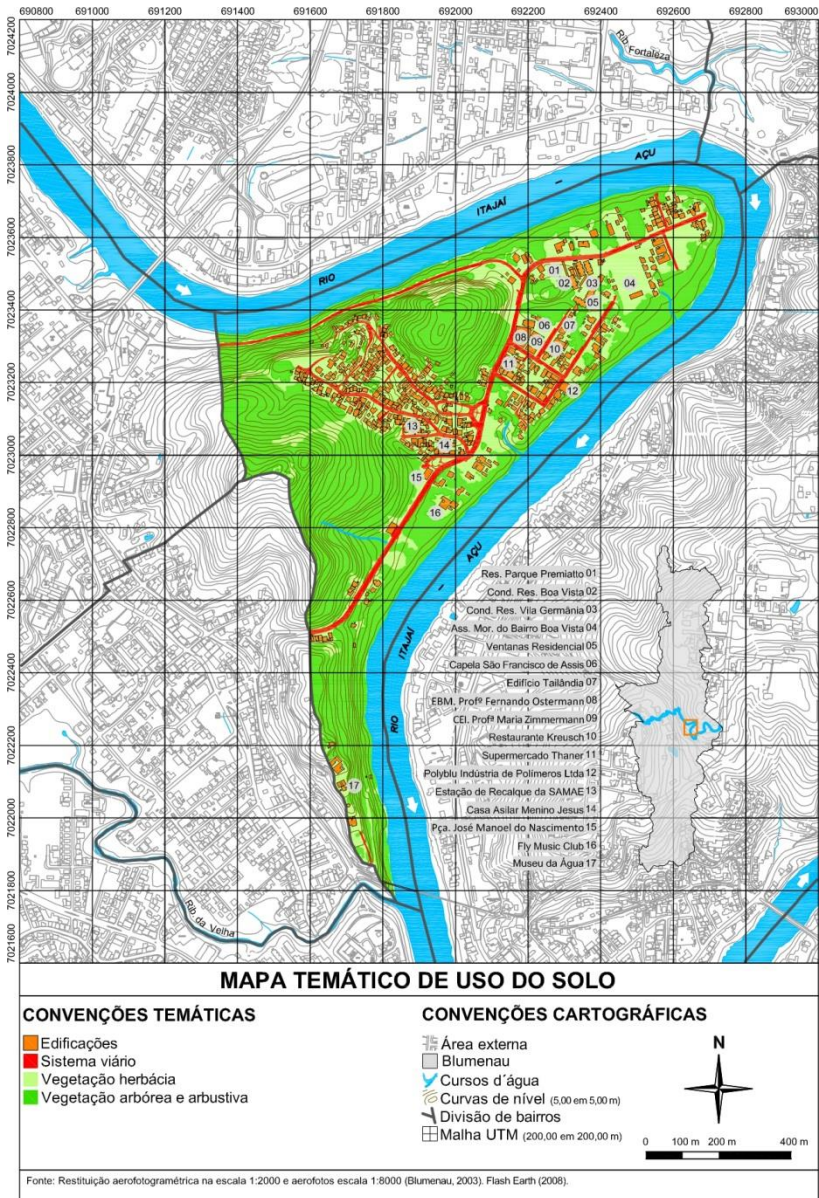 690800 691000 691200 691400 691600 691800 692000 692200 692400 692600 692800 693000
7024200
7024000
7023800
7023600
7023400
7023200
7023000
7022800
7022600
7022400
7022200
7022000
7021800
7021600
Rib. Fortaleza
RIO ITAJAÍ - AÇU
01
02
03
04
05
06
07
08
09
10
11
12
13
14
15
16
17
RIO ITAJAÍ - AÇU
Rib. da Velha
Res. Parque Premiatto 01
Cond. Res. Boa Vista 02
Cond. Res. Vila Germânia 03
Ass. Mor. do Bairro Boa Vista 04
Ventanas Residencial 05
Capela São Francisco de Assis 06
Edifício Tailândia 07
EBM. Profº Fernando Ostermann 08
CEI. Profª Maria Zimmermann 09
Restaurante Kreusch 10
Supermercado Thaner 11
Polyblu Indústria de Polímeros Ltda 12
Estação de Recalque da SAMAE 13
Casa Asilar Menino Jesus 14
Pça. José Manoel do Nascimento 15
Fly Music Club 16
Museu da Água 17
MAPA TEMÁTICO DE USO DO SOLO
CONVENÇÕES TEMÁTICAS
Edificações
Sistema viário
Vegetação herbácia
Vegetação arbórea e arbustiva
CONVENÇÕES CARTOGRÁFICAS
Área externa
Blumenau
Cursos d´água
Curvas de nível (5,00 em 5,00 m)
Divisão de bairros
Malha UTM (200,00 em 200,00 m)
N
0 100 m 200 m 400 m
Fonte: Restituição aerofotogramétrica na escala 1:2000 e aerofotos escala 1:8000 (Blumenau, 2003). Flash Earth (2008).